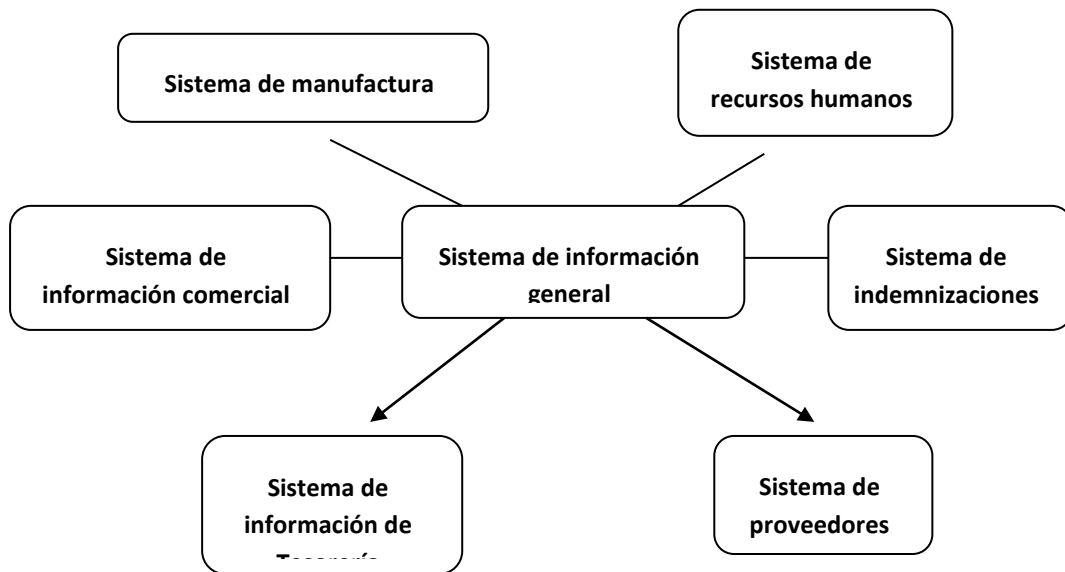 Sistema de manufactura
Sistema de
recursos humanos
Sistema de
información comercial
Sistema de información
general
Sistema de
indemnizaciones
Sistema de
información de
Tesorería
Sistema de
proveedores